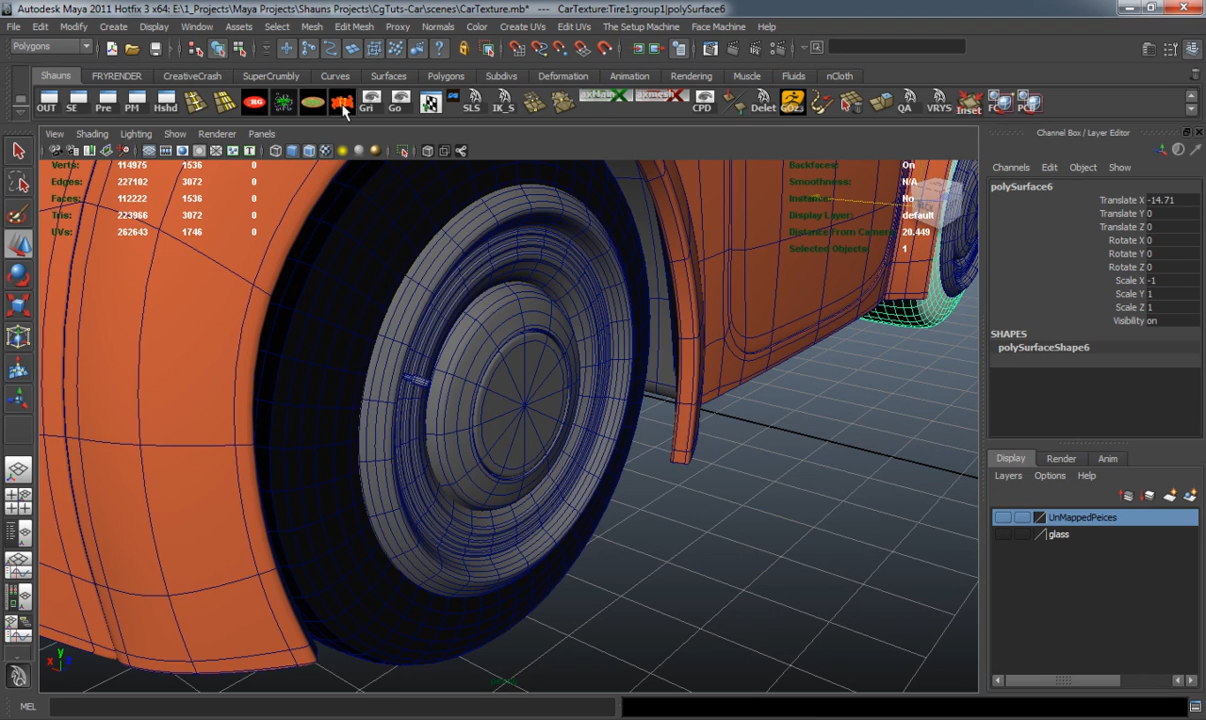 Autodesk Maya 2011 Hotfix 3 x64: E:\1_Projects\Maya Projects\Shauns Projects\CgTuts-Car\scenes\CarTexture.mb* --- CarTexture:Tire1:group1|polySurface6
File Edit Modify Create Display Window Assets Select Mesh Edit Mesh Proxy Normals Color Create UVs Edit UVs The Setup Machine Face Machine Help
Polygons
Shauns FRYRENDER CreativeCrash SuperCrumbly Curves Surfaces Polygons Subdivs Deformation Animation Rendering Muscle Fluids nCloth
OUT SE Pre PM Hshd Gri Go SLS IK_S CPD Delet GOz> QA VRYS Inset
View Shading Lighting Show Renderer Panels
Verts: 114975 1536 0
Edges: 227102 3072 0
Faces: 112222 1536 0
Tris: 223966 3072 0
UVs: 262643 1746 0
Backfaces: On
Smoothness: N/A
Instance: No
Display Layer: default
Distance From Camera: 20.449
Selected Objects: 1
y
x
Channel Box / Layer Editor
Channels Edit Object Show
polySurface6
Translate X -14.71
Translate Y 0
Translate Z 0
Rotate X 0
Rotate Y 0
Rotate Z 0
Scale X -1
Scale Y 1
Scale Z 1
Visibility on
SHAPES
polySurfaceShape6
Display Render Anim
Layers Options Help
UnMappedPeices
glass
MEL